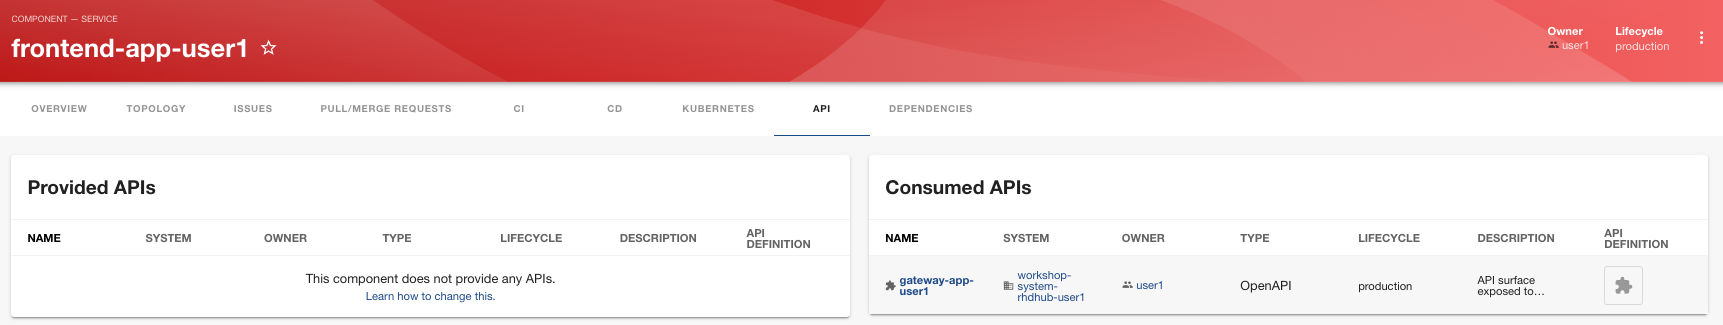 COMPONENT — SERVICE
frontend-app-user1
Owner
user1
Lifecycle
production
OVERVIEW TOPOLOGY ISSUES PULL/MERGE REQUESTS CI CD KUBERNETES API DEPENDENCIES
Provided APIs
NAME SYSTEM OWNER TYPE LIFECYCLE DESCRIPTION API DEFINITION
This component does not provide any APIs.
Learn how to change this.
Consumed APIs
NAME SYSTEM OWNER TYPE LIFECYCLE DESCRIPTION API DEFINITION
gateway-app-
user1
workshop-
system-
rhdhub-user1
user1
OpenAPI
production
API surface
exposed to…